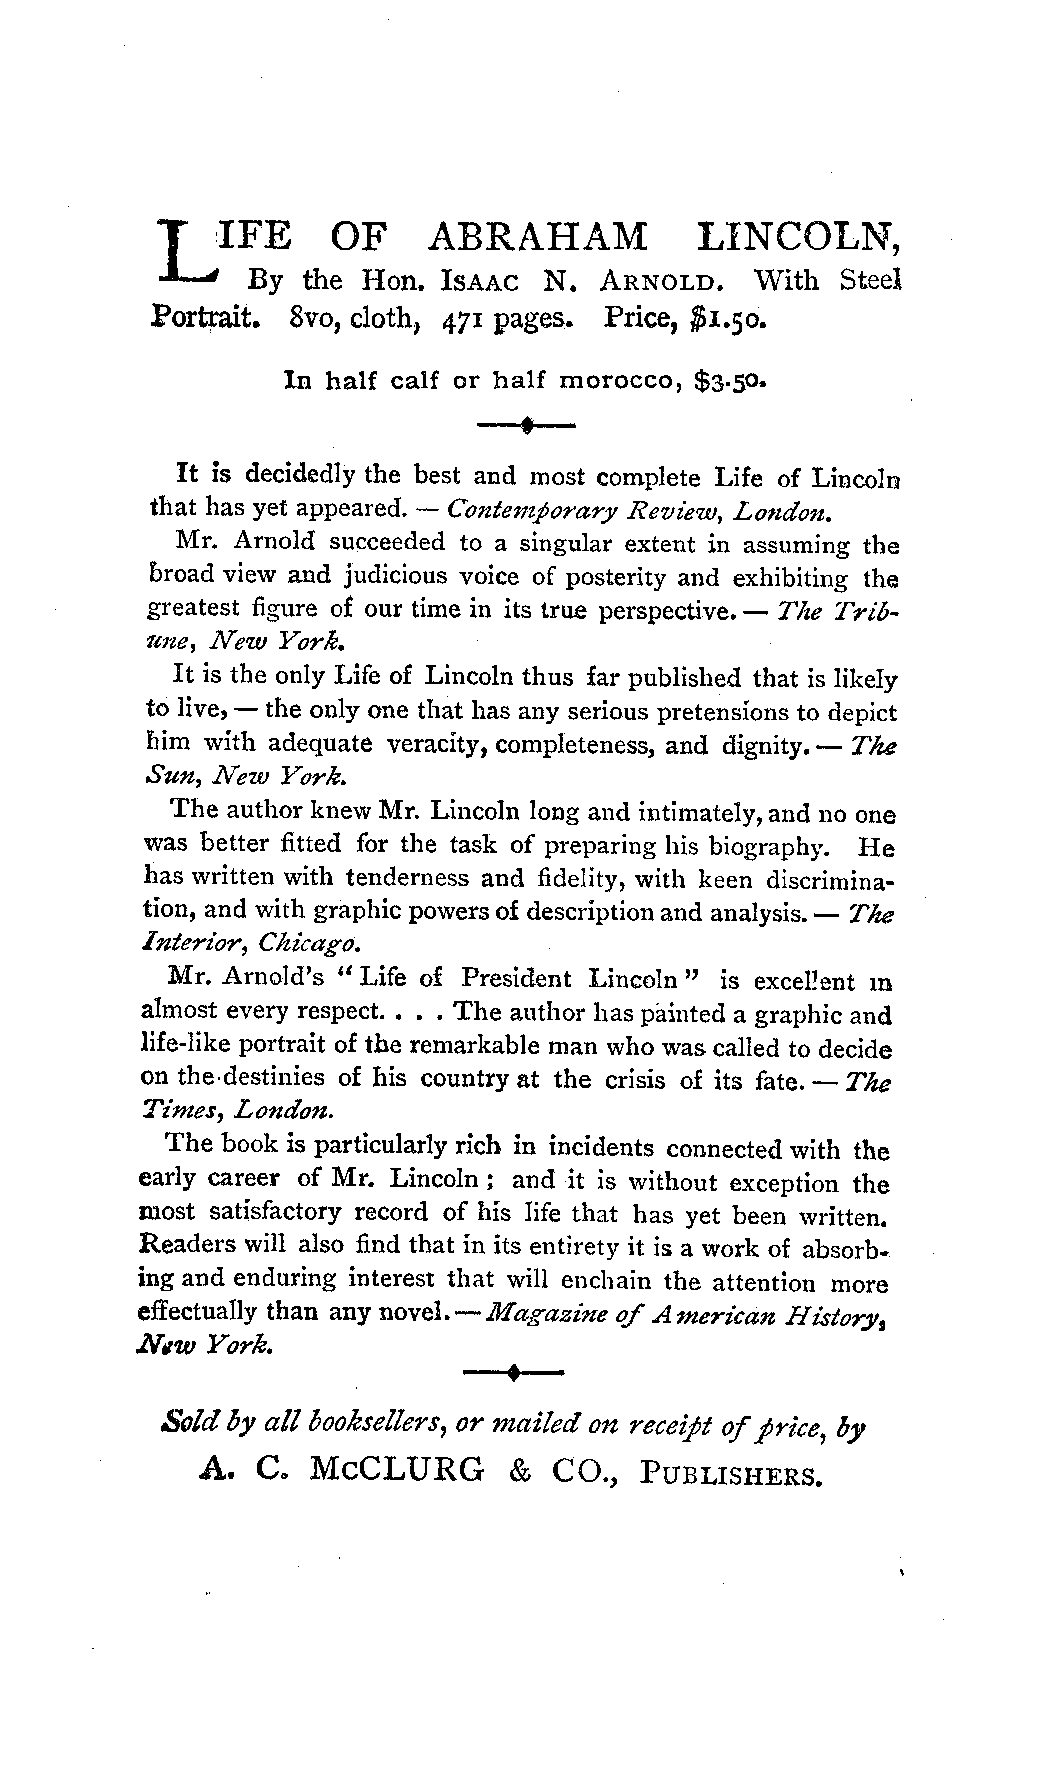 LIFE OF ABRAHAM LINCOLN,
By the Hon. ISAAC N. ARNOLD. With Steel
Portrait. 8vo, cloth, 471 pages. Price, $1.50.
In half calf or half morocco, $3.50.
It is decidedly the best and most complete Life of Lincoln
that has yet appeared. — Contemporary Review, London.
Mr. Arnold succeeded to a singular extent in assuming the
broad view and judicious voice of posterity and exhibiting the
greatest figure of our time in its true perspective. — The Trib-
une, New York.
It is the only Life of Lincoln thus far published that is likely
to live, — the only one that has any serious pretensions to depict
him with adequate veracity, completeness, and dignity. — The
Sun, New York.
The author knew Mr. Lincoln long and intimately, and no one
was better fitted for the task of preparing his biography. He
has written with tenderness and fidelity, with keen discrimina-
tion, and with graphic powers of description and analysis. — The
Interior, Chicago.
Mr. Arnold's "Life of President Lincoln" is excellent in
almost every respect. . . . The author has painted a graphic and
life-like portrait of the remarkable man who was called to decide
on the destinies of his country at the crisis of its fate. — The
Times, London.
The book is particularly rich in incidents connected with the
early career of Mr. Lincoln; and it is without exception the
most satisfactory record of his life that has yet been written.
Readers will also find that in its entirety it is a work of absorb-
ing and enduring interest that will enchain the attention more
effectually than any novel. — Magazine of American History,
New York.
Sold by all booksellers, or mailed on receipt of price, by
A. C. McCLURG & CO., PUBLISHERS.